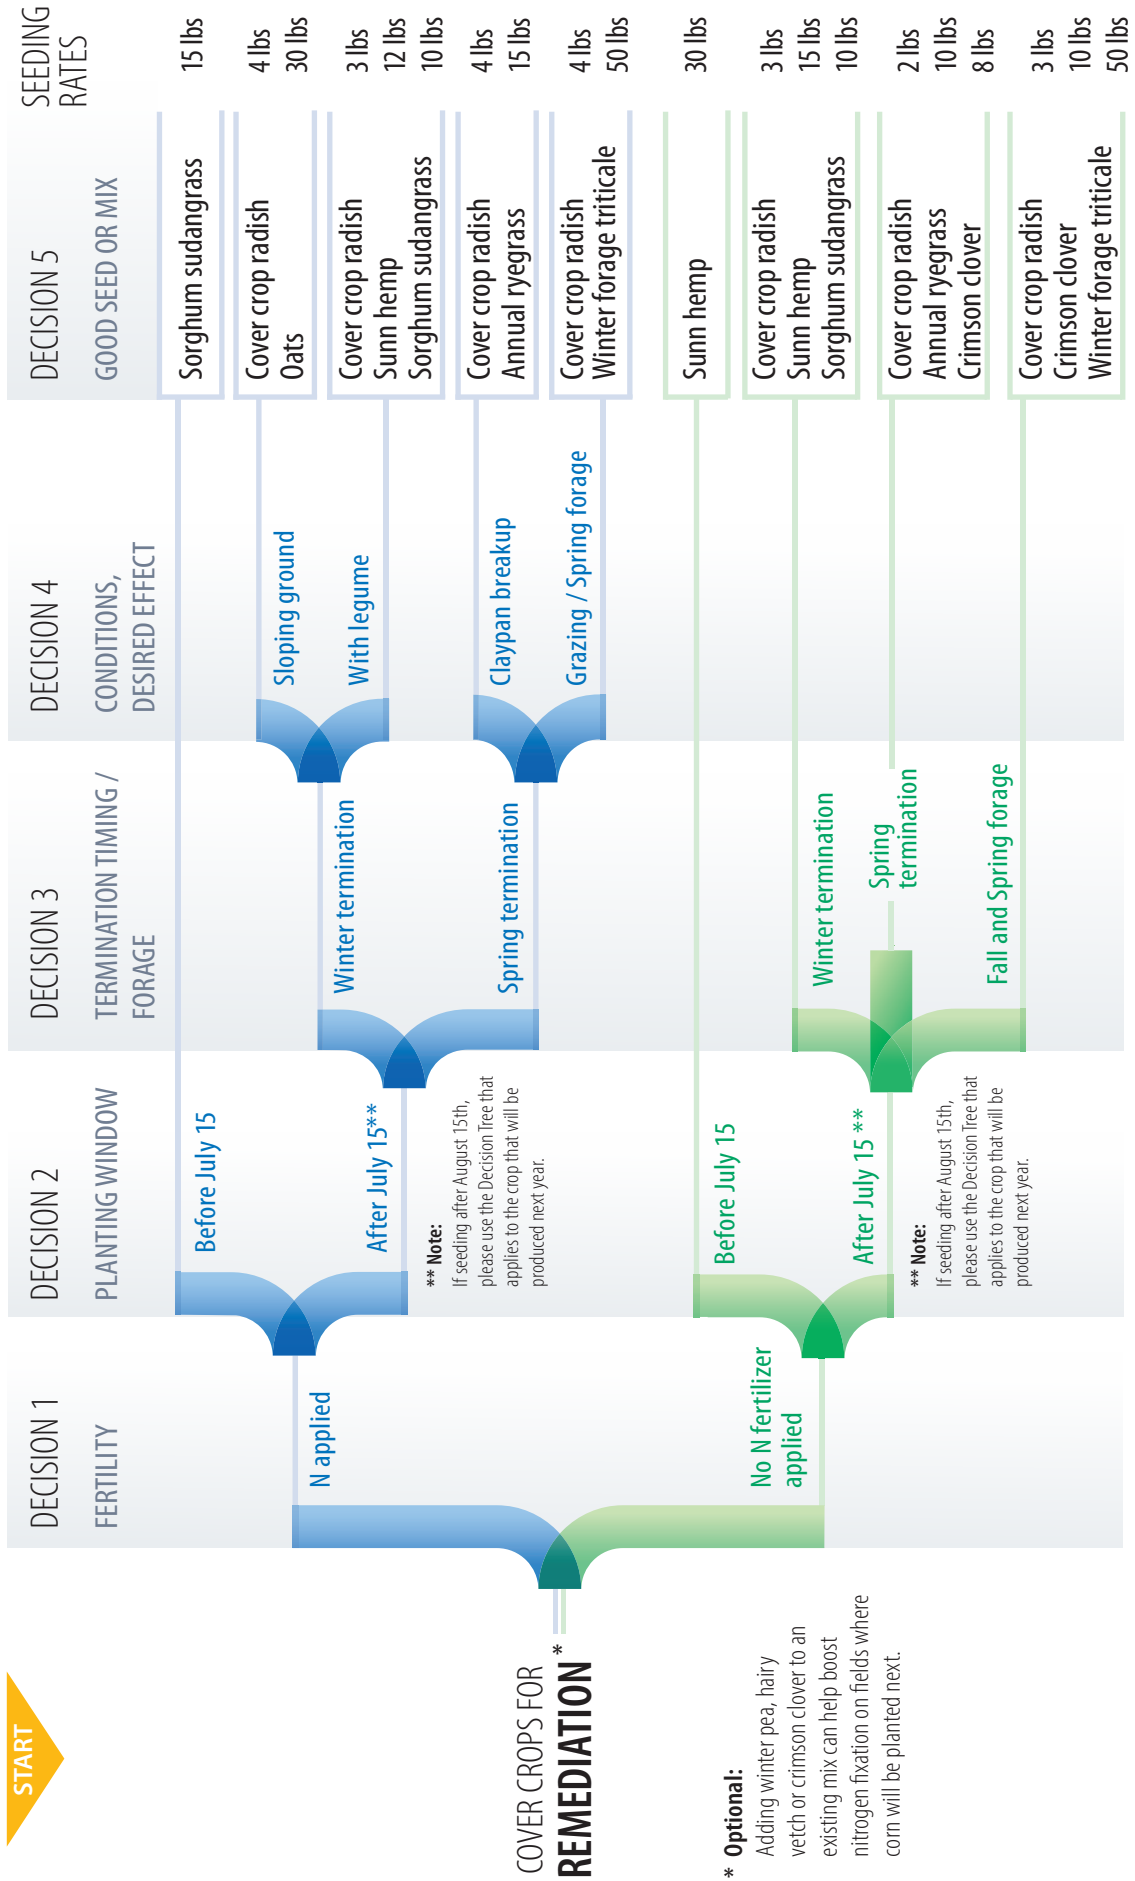 START
COVER CROPS FOR
REMEDIATION *
* Optional:
Adding winter pea, hairy
vetch or crimson clover to an
existing mix can help boost
nitrogen fixation on fields where
corn will be planted next.
DECISION 1
FERTILITY
N applied
No N fertilizer
applied
DECISION 2
PLANTING WINDOW
Before July 15
After July 15**
** Note:
If seeding after August 15th,
please use the Decision Tree that
applies to the crop that will be
produced next year.
Before July 15
After July 15 **
** Note:
If seeding after August 15th,
please use the Decision Tree that
applies to the crop that will be
produced next year.
DECISION 3
TERMINATION TIMING /
FORAGE
Winter termination
Spring termination
Winter termination
Spring
termination
Fall and Spring forage
DECISION 4
CONDITIONS,
DESIRED EFFECT
Sloping ground
With legume
Claypan breakup
Grazing / Spring forage
DECISION 5
GOOD SEED OR MIX
SEEDING
RATES
Sorghum sudangrass 15 lbs
Cover crop radish 4 lbs
Oats 30 lbs
Cover crop radish 3 lbs
Sunn hemp 12 lbs
Sorghum sudangrass 10 lbs
Cover crop radish 4 lbs
Annual ryegrass 15 lbs
Cover crop radish 4 lbs
Winter forage triticale 50 lbs
Sunn hemp 30 lbs
Cover crop radish 3 lbs
Sunn hemp 15 lbs
Sorghum sudangrass 10 lbs
Cover crop radish 2 lbs
Annual ryegrass 10 lbs
Crimson clover 8 lbs
Cover crop radish 3 lbs
Crimson clover 10 lbs
Winter forage triticale 50 lbs